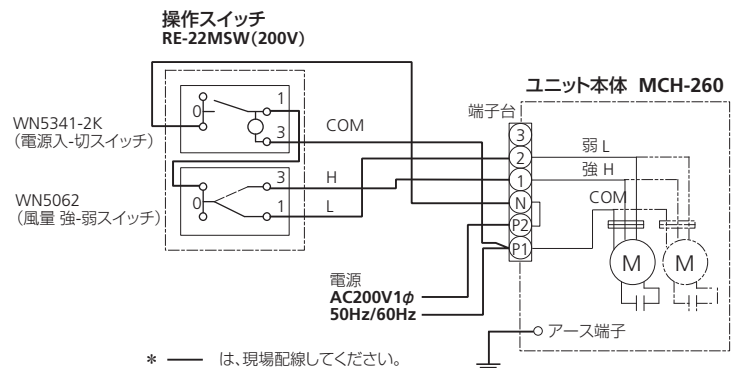 操作スイッチ
RE-22MSW(200V)
ユニット本体 MCH-260
WN5341-2K
(電源入-切スイッチ)
0
1
3
COM
端子台
3
2
1
N
P2
P1
弱 L
強 H
COM
WN5062
(風量 強-弱スイッチ)
0
3
1
H
L
M
M
電源
AC200V1φ
50Hz/60Hz
アース端子
* ── は、現場配線してください。